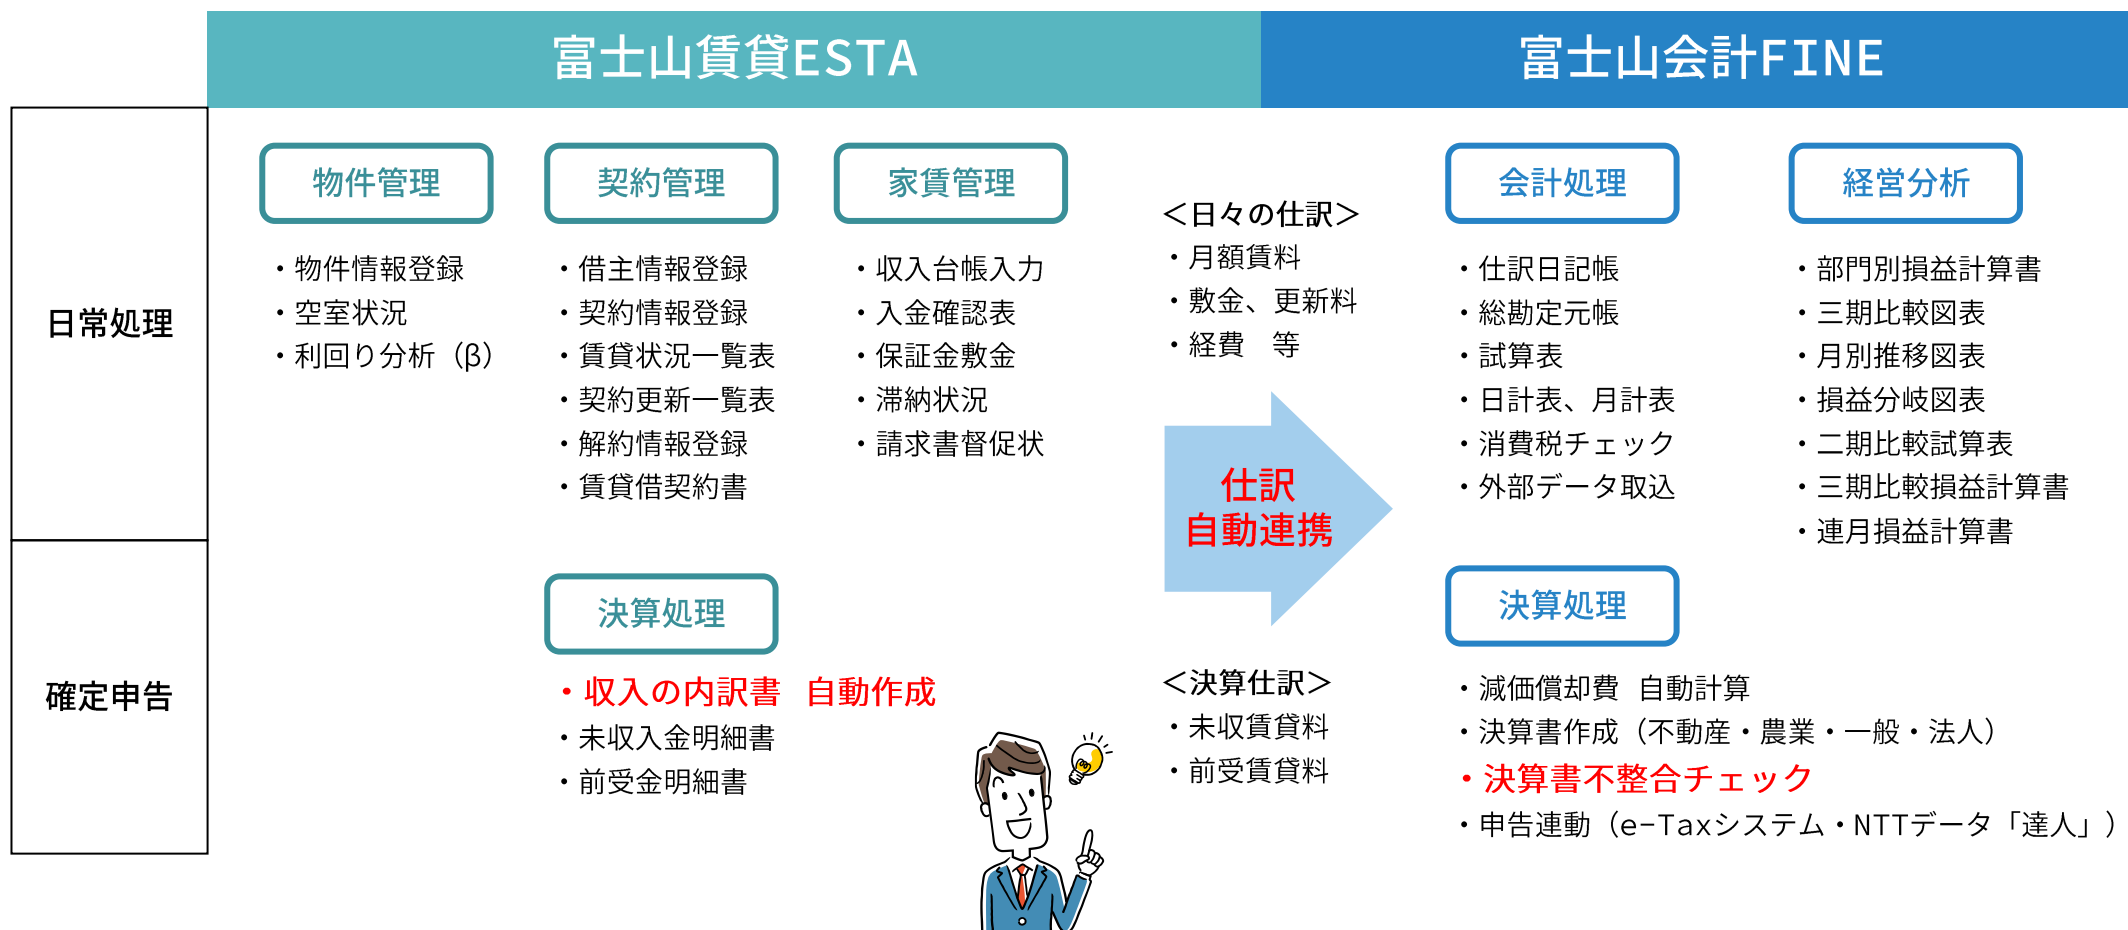 富士山賃貸ESTA
富士山会計FINE
日常処理
物件管理
・物件情報登録
・空室状況
・利回り分析（β）
契約管理
・借主情報登録
・契約情報登録
・賃貸状況一覧表
・契約更新一覧表
・解約情報登録
・賃貸借契約書
家賃管理
・収入台帳入力
・入金確認表
・保証金敷金
・滞納状況
・請求書督促状
＜日々の仕訳＞
・月額賃料
・敷金、更新料
・経費　等
仕訳
自動連携
会計処理
・仕訳日記帳
・総勘定元帳
・試算表
・日計表、月計表
・消費税チェック
・外部データ取込
経営分析
・部門別損益計算書
・三期比較図表
・月別推移図表
・損益分岐図表
・二期比較試算表
・三期比較損益計算書
・連月損益計算書
確定申告
決算処理
・収入の内訳書　自動作成
・未収入金明細書
・前受金明細書
＜決算仕訳＞
・未収賃貸料
・前受賃貸料
決算処理
・減価償却費　自動計算
・決算書作成（不動産・農業・一般・法人）
・決算書不整合チェック
・申告連動（e-Taxシステム・NTTデータ「達人」）